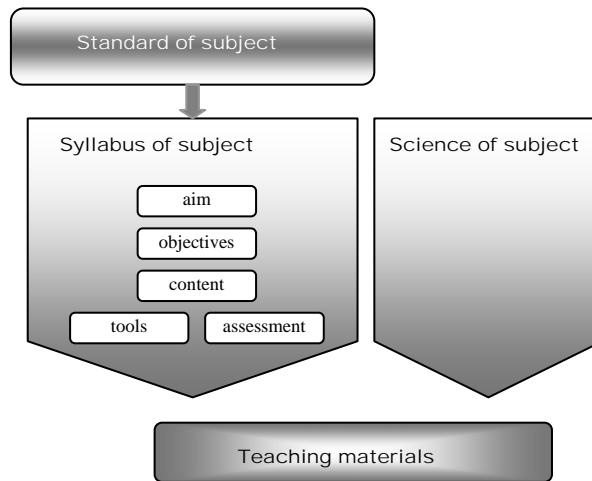 Standard of subject
Syllabus of subject
aim
objectives
content
tools
assessment
Science of subject
Teaching materials